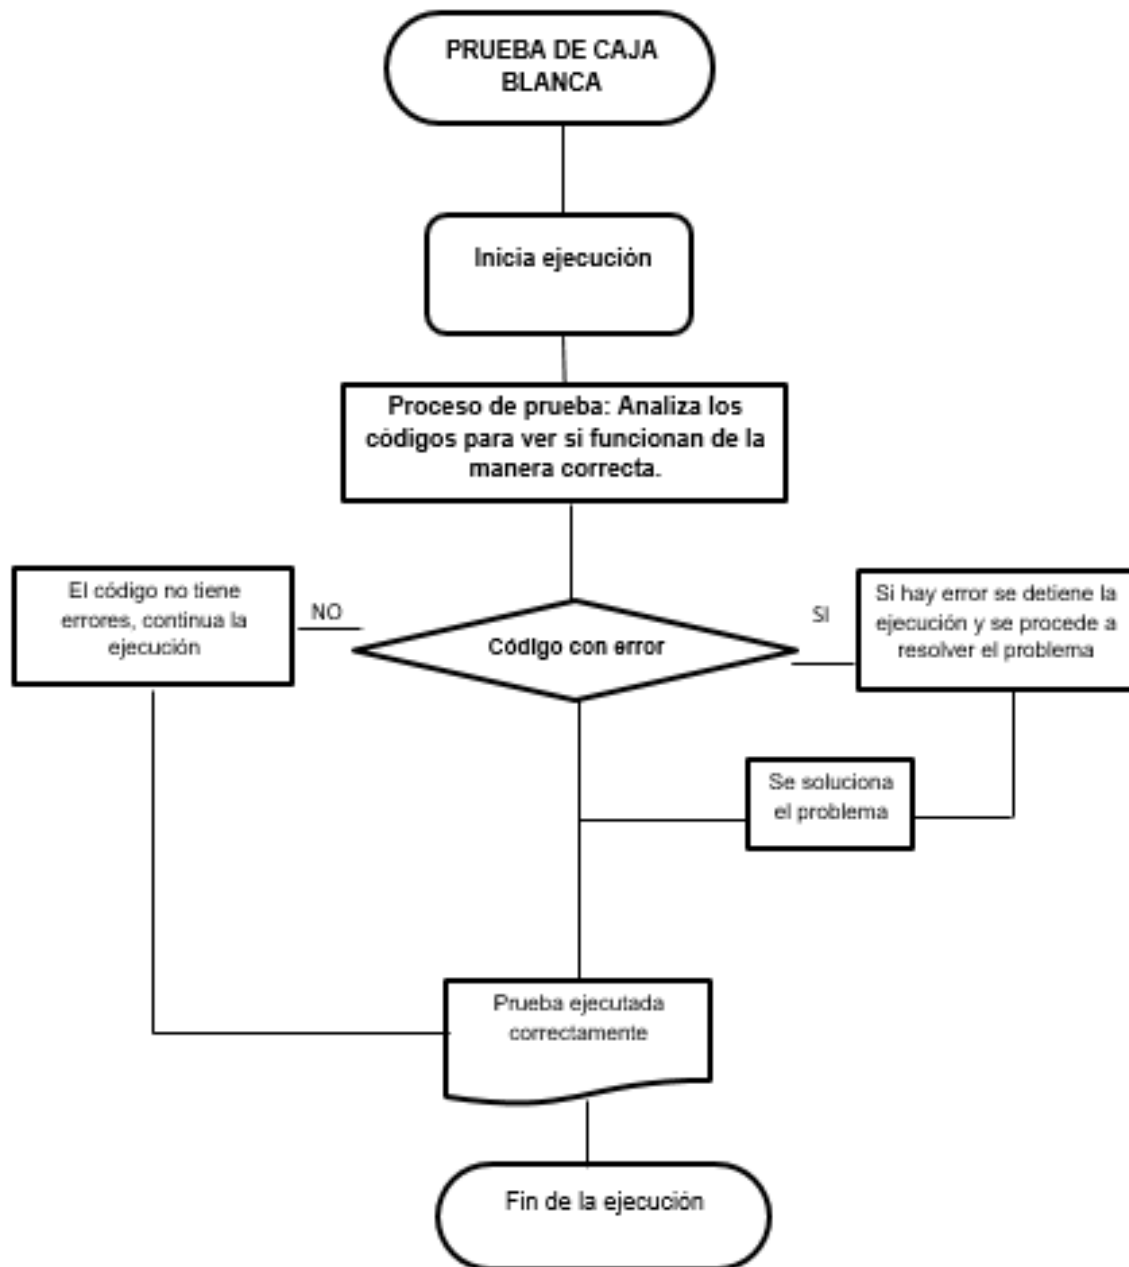 PRUEBA DE CAJA
BLANCA
Inicia ejecución
Proceso de prueba: Analiza los
códigos para ver si funcionan de la
manera correcta.
El código no tiene
errores, continua la
ejecución
NO
Código con error
SI
Si hay error se detiene la
ejecución y se procede a
resolver el problema
Se soluciona
el problema
Prueba ejecutada
correctamente
Fin de la ejecución